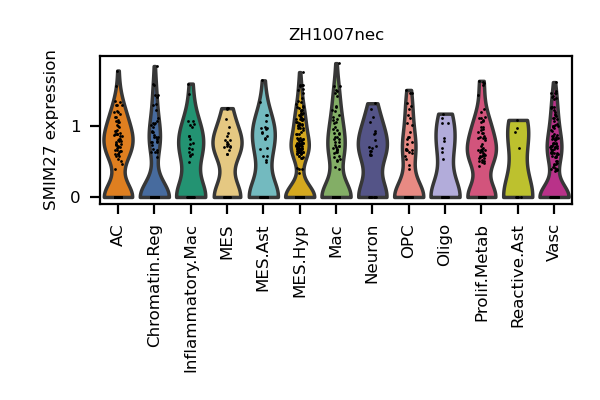 ZH1007nec
SMIM27 expression
1
0
AC
Chromatin.Reg
Inflammatory.Mac
MES
MES.Ast
MES.Hyp
Mac
Neuron
OPC
Oligo
Prolif.Metab
Reactive.Ast
Vasc